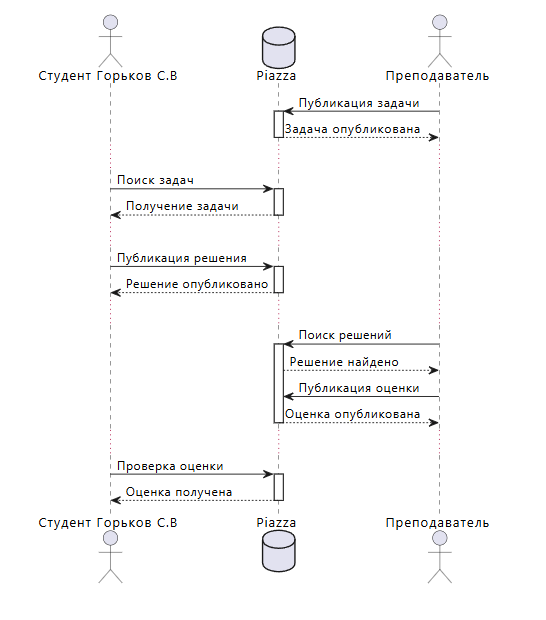 Студент Горьков С.В Piazza Преподаватель
Публикация задачи
Задача опубликована
Поиск задач
Получение задачи
Публикация решения
Решение опубликовано
Поиск решений
Решение найдено
Публикация оценки
Оценка опубликована
Проверка оценки
Оценка получена
Студент Горьков С.В Piazza Преподаватель